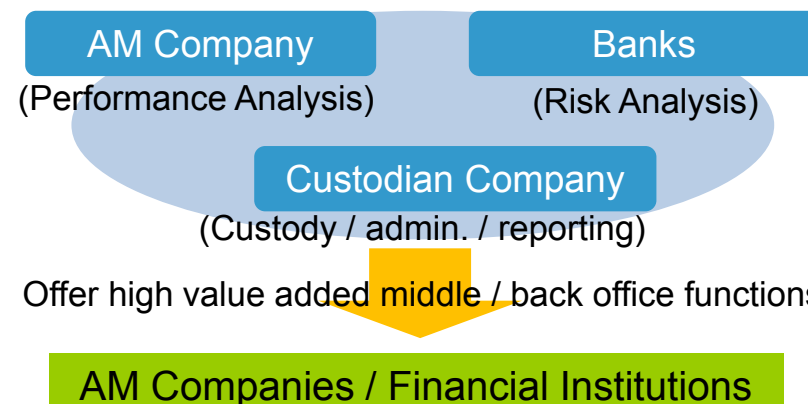 AM Company
Banks
(Performance Analysis)
(Risk Analysis)
Custodian Company
(Custody / admin. / reporting)
Offer high value added middle / back office functions
AM Companies / Financial Institutions